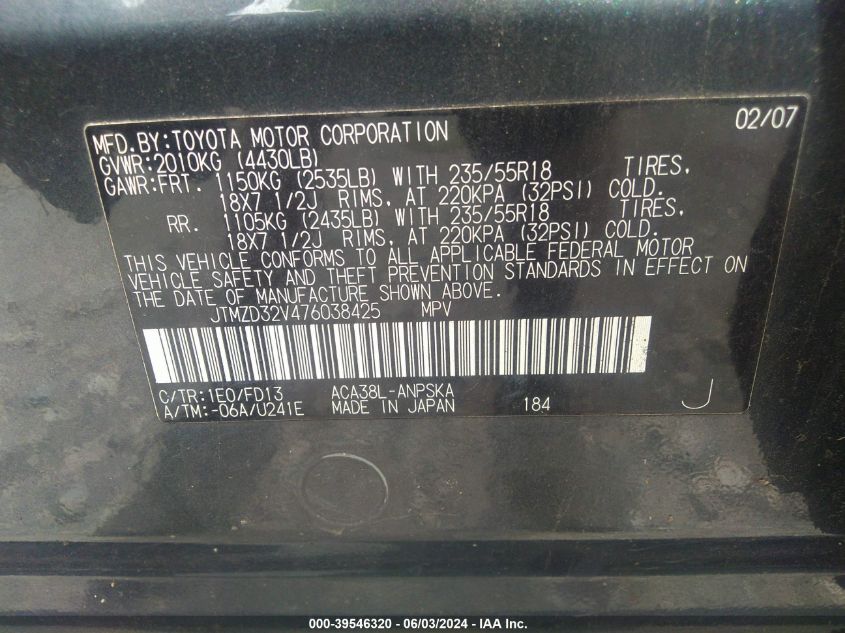 02/07
MFD.BY:TOYOTA MOTOR CORPORATION
GVWR:2010KG (4430LB)
GAWR:FRT. 1150KG (2535LB) WITH 235/55R18 TIRES,
18X7 1/2J RIMS, AT 220KPA (32PSI) COLD.
RR. 1105KG (2435LB) WITH 235/55R18 TIRES,
18X7 1/2J RIMS, AT 220KPA (32PSI) COLD.
THIS VEHICLE CONFORMS TO ALL APPLICABLE FEDERAL MOTOR
VEHICLE SAFETY AND THEFT PREVENTION STANDARDS IN EFFECT ON
THE DATE OF MANUFACTURE SHOWN ABOVE.
JTMZD32V476038425 MPV
C/TR:1E0/FD13 ACA38L-ANPSKA
A/TM:-06A/U241E MADE IN JAPAN 184 J
000-39546320 - 06/03/2024 - IAA Inc.